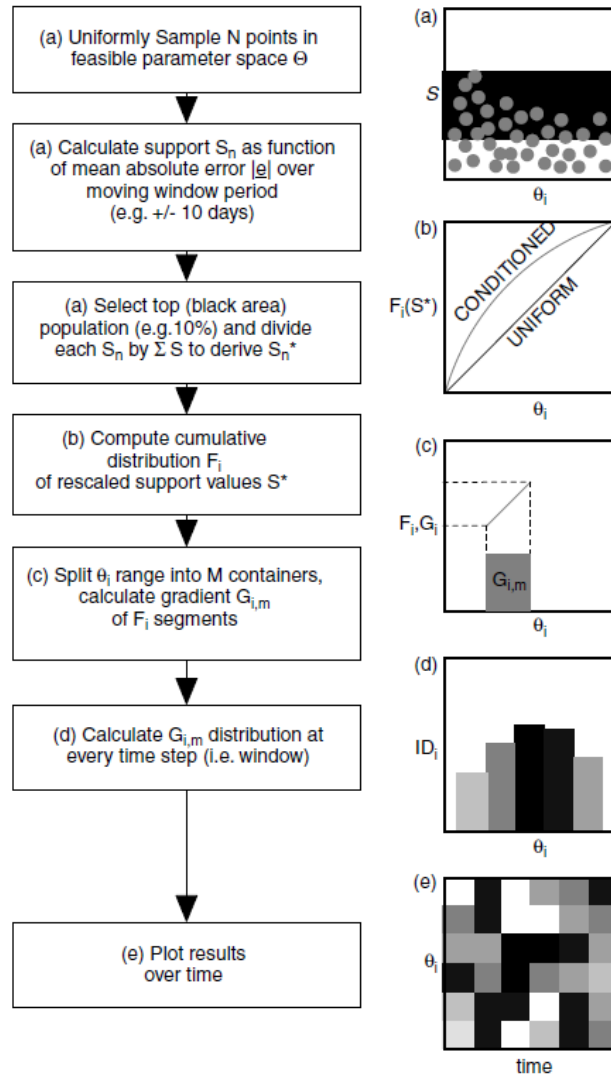 (a) Uniformly Sample N points in
feasible parameter space Θ
(a) Calculate support Sn as function
of mean absolute error |e| over
moving window period
(e.g. +/- 10 days)
(a) Select top (black area)
population (e.g.10%) and divide
each Sn by Σ S to derive Sn*
(b) Compute cumulative
distribution Fi
of rescaled support values S*
(c) Split θi range into M containers,
calculate gradient Gi,m
of Fi segments
(d) Calculate Gi,m distribution at
every time step (i.e. window)
(e) Plot results
over time
(a)
S
θi
(b)
CONDITIONED
Fi(S*)
UNIFORM
θi
(c)
Fi,Gi
Gi,m
θi
(d)
IDi
θi
(e)
θi
time